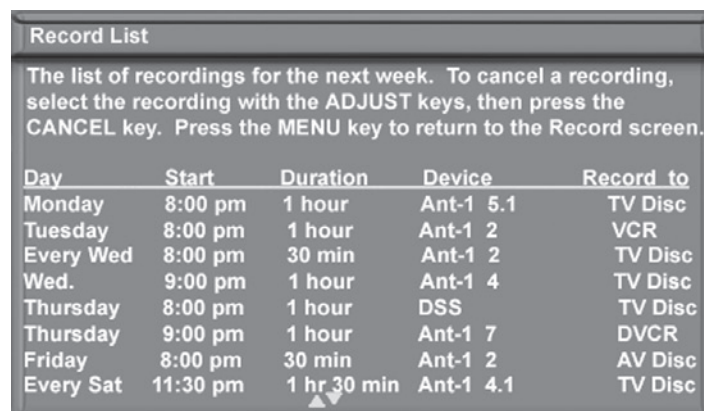 Record List
The list of recordings for the next week. To cancel a recording,
select the recording with the ADJUST keys, then press the
CANCEL key. Press the MENU key to return to the Record screen.
Day Start Duration Device Record to
Monday 8:00 pm 1 hour Ant-1 5.1 TV Disc
Tuesday 8:00 pm 1 hour Ant-1 2 VCR
Every Wed 8:00 pm 30 min Ant-1 2 TV Disc
Wed. 9:00 pm 1 hour Ant-1 4 TV Disc
Thursday 8:00 pm 1 hour DSS TV Disc
Thursday 9:00 pm 1 hour Ant-1 7 DVCR
Friday 8:00 pm 30 min Ant-1 2 AV Disc
Every Sat 11:30 pm 1 hr 30 min Ant-1 4.1 TV Disc